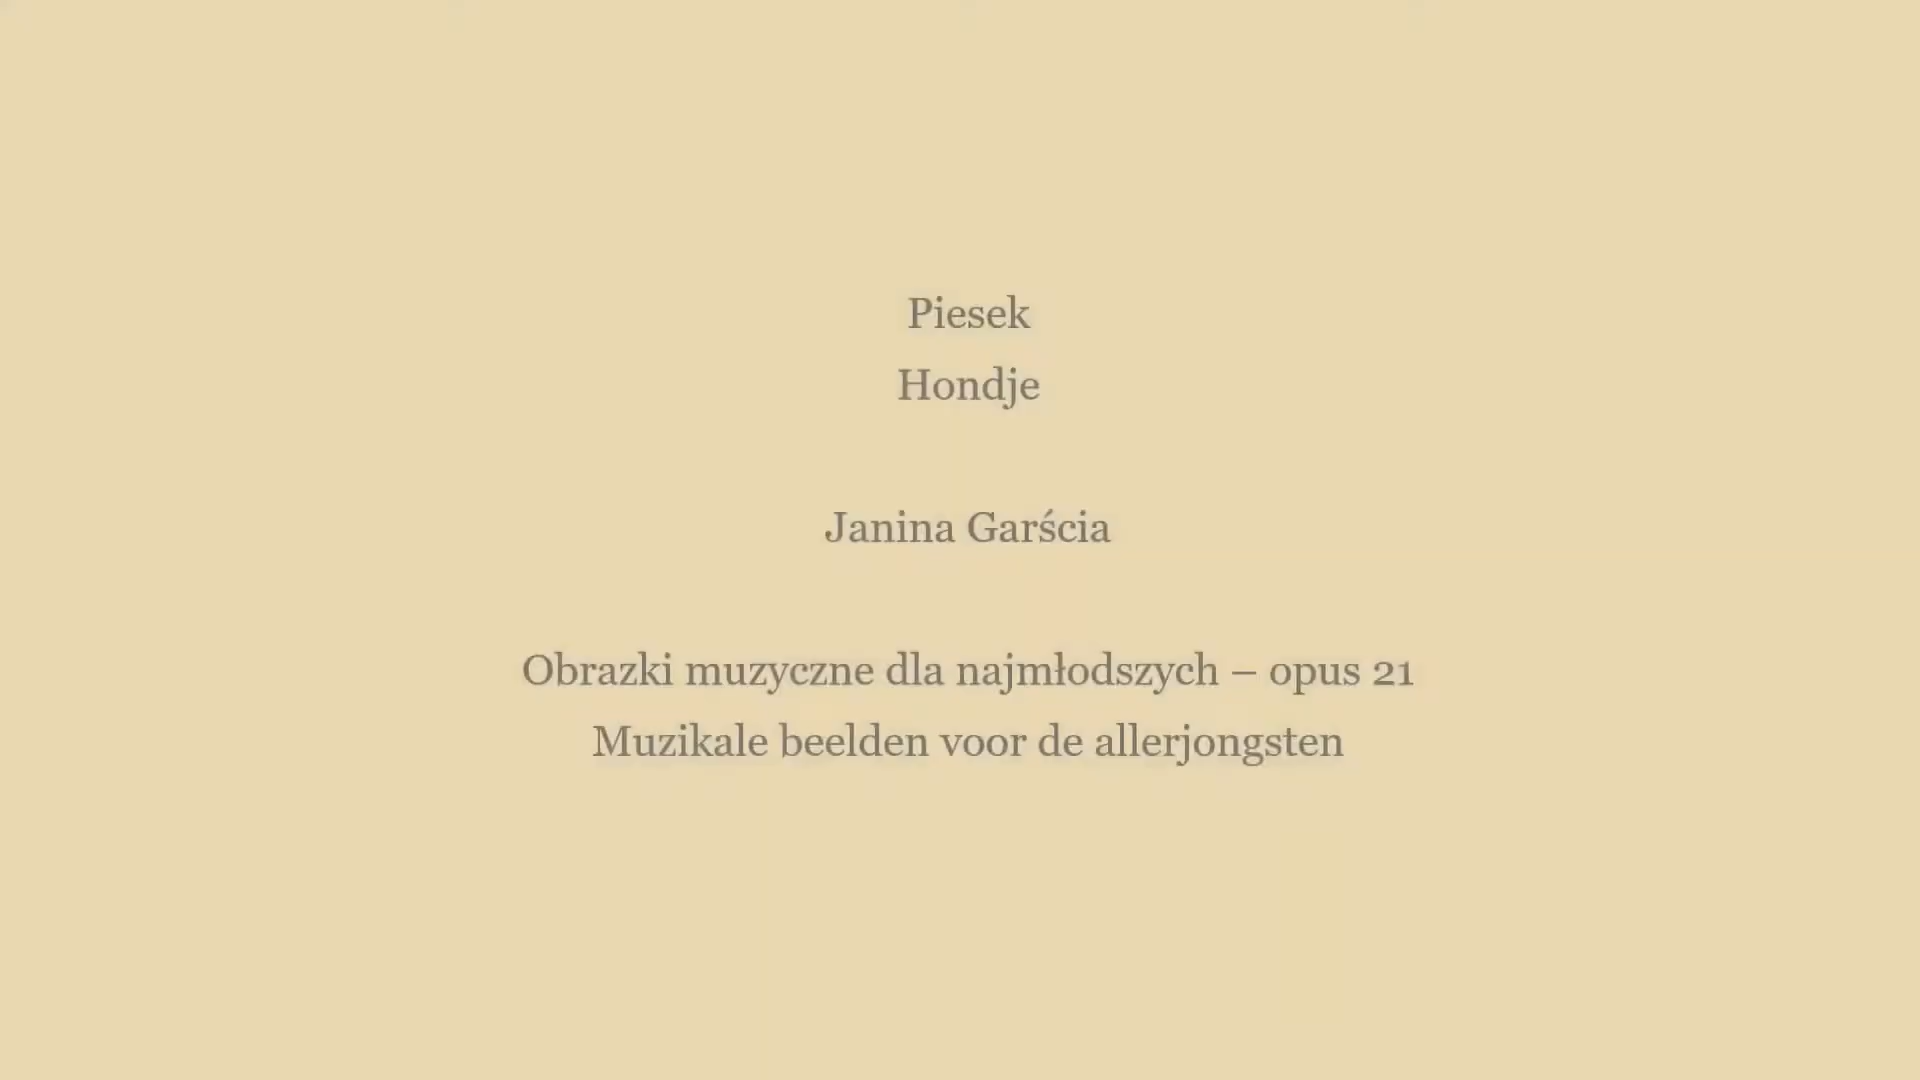 Piesek
Hondje
Janina Garścia
Obrazki muzyczne dla najmłodszych – opus 21
Muzikale beelden voor de allerjongsten